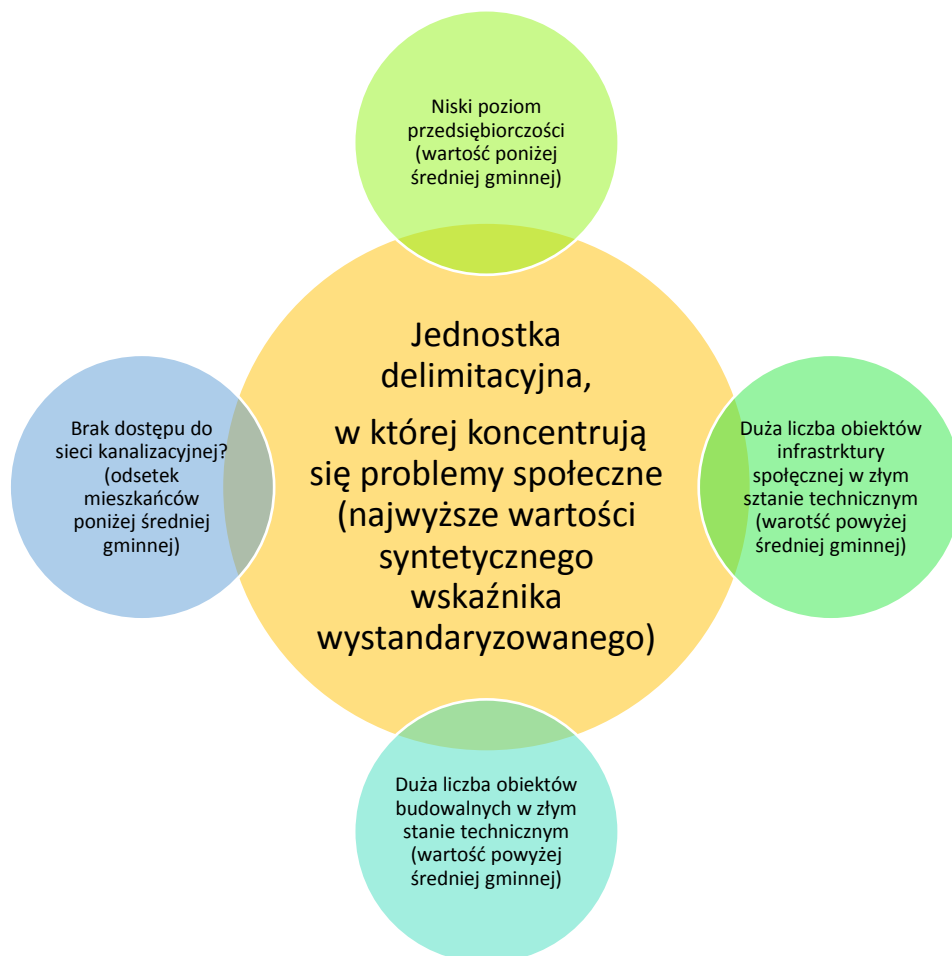 Niski poziom
przedsiębiorczości
(wartość poniżej
średniej gminnej)
Jednostka
delimitacyjna,
w której koncentrują
się problemy społeczne
(najwyższe wartości
syntetycznego
wskaźnika
wystandaryzowanego)
Brak dostępu do
sieci kanalizacyjnej?
(odsetek
mieszkańców
poniżej średniej
gminnej)
Duża liczba obiektów
infrastrktury
społęcznej w złym
sztanie technicznym
(warotść powyżej
średniej gminnej)
Duża liczba obiektów
budowalnych w złym
stanie technicznym
(wartość powyżej
średniej gminnej)